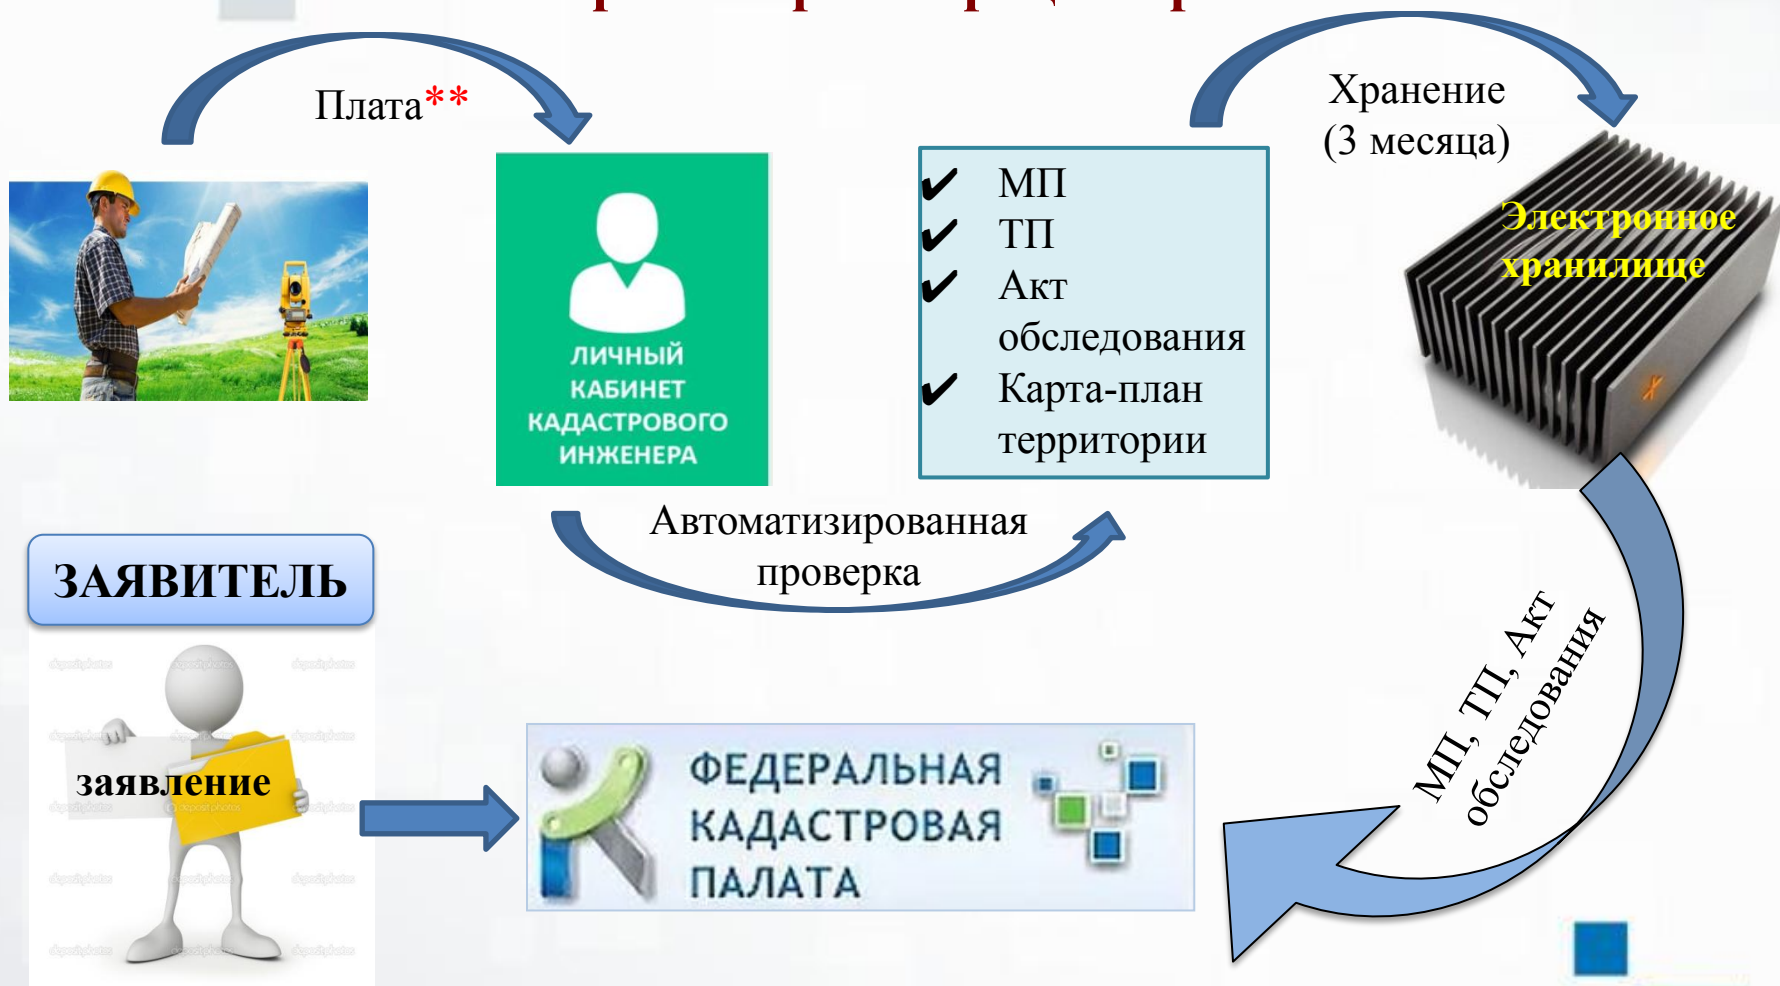 Плата**
Хранение
(3 месяца)
ЛИЧНЫЙ
КАБИНЕТ
КАДАСТРОВОГО
ИНЖЕНЕРА
✔ МП
✔ ТП
✔ Акт
обследования
✔ Карта-план
территории
Электронное
хранилище
Автоматизированная
проверка
ЗАЯВИТЕЛЬ
заявление
ФЕДЕРАЛЬНАЯ
КАДАСТРОВАЯ
ПАЛАТА
МП, ТП, Акт
обследования